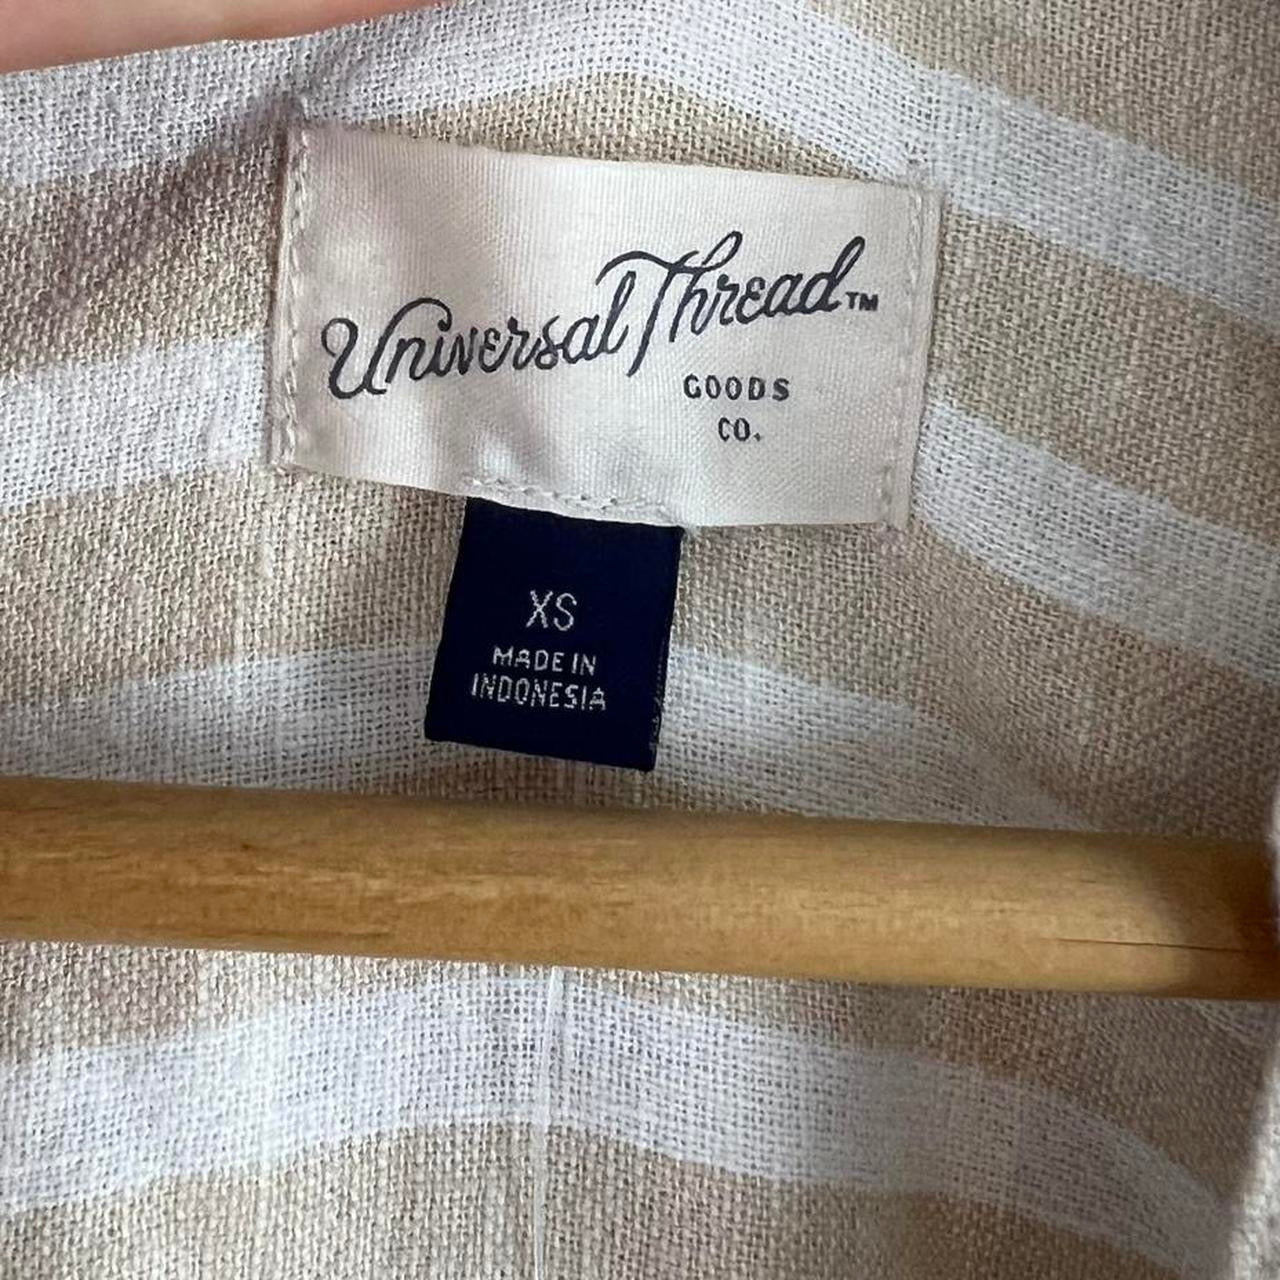 Universal Thread™
GOODS
CO.
XS
MADE IN
INDONESIA